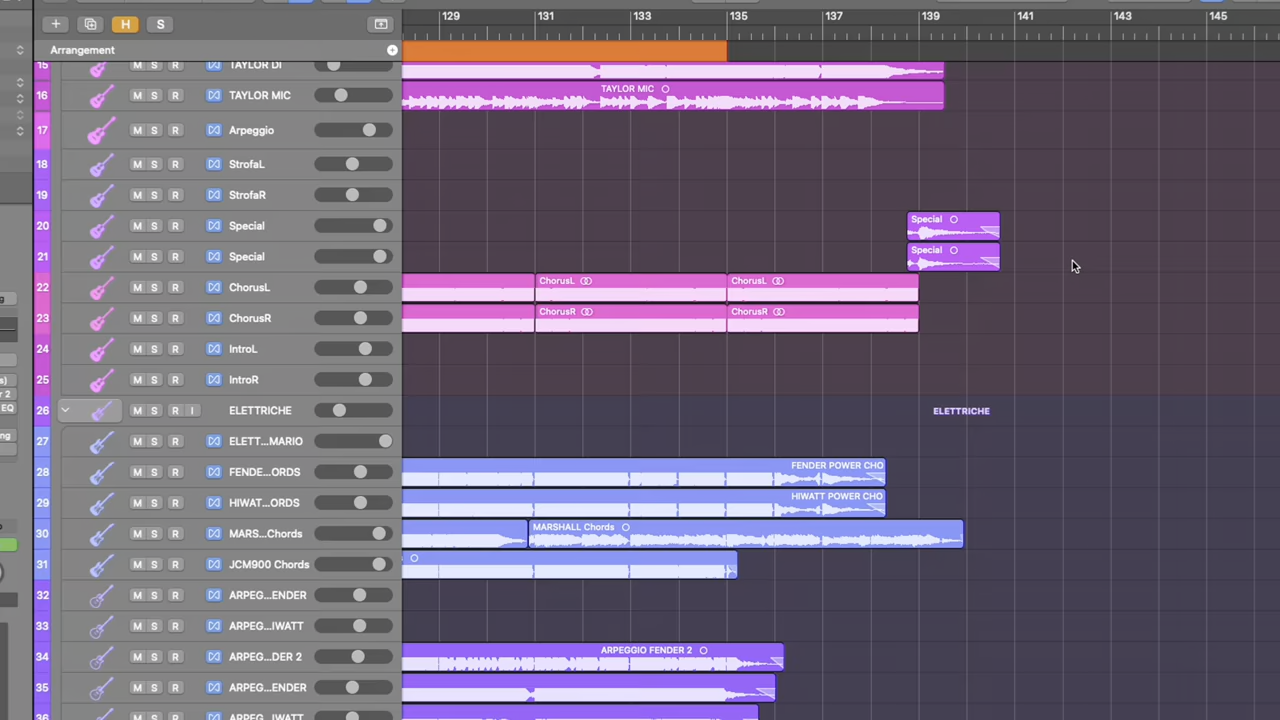 129 131 133 135 137 139 141 143 145
H S
Arrangement
15 M S R TAYLOR DI
16 M S R TAYLOR MIC TAYLOR MIC
17 M S R Arpeggio
18 M S R StrofaL
19 M S R StrofaR
20 M S R Special Special
21 M S R Special Special
22 M S R ChorusL ChorusL ChorusL
23 M S R ChorusR ChorusR ChorusR
24 M S R IntroL
25 M S R IntroR
26 M S R I ELETTRICHE ELETTRICHE
27 M S R ELETT...MARIO
28 M S R FENDE...ORDS FENDER POWER CHO
29 M S R HIWAT...ORDS HIWATT POWER CHO
30 M S R MARS...Chords MARSHALL Chords
31 M S R JCM900 Chords
32 M S R ARPEG...ENDER
33 M S R ARPEG...IWATT
34 M S R ARPEG...DER 2 ARPEGGIO FENDER 2
35 M S R ARPEG...ENDER
36 M S R ARPEG...IWATT